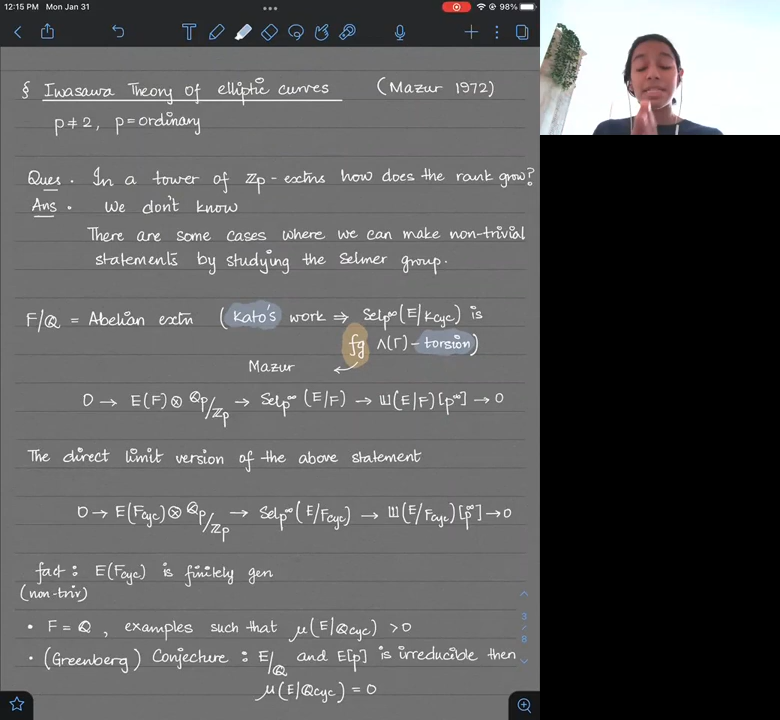 12:15 PM Mon Jan 31
98%
§ Iwasawa Theory of elliptic curves (Mazur 1972)
p≠2, p=ordinary
Ques. In a tower of ℤp-extns how does the rank grow?
Ans. We don't know
There are some cases where we can make non-trivial
statements by studying the Selmer group.
F/ℚ = Abelian extn (Kato's work ⇒ Selp∞(E/Kcyc) is
fg Λ(Γ)-torsion)
Mazur
0 → E(F)⊗ ℚp/ℤp → Selp∞(E/F) → Ш(E/F)[p∞] → 0
The direct limit version of the above statement
0 → E(Fcyc)⊗ ℚp/ℤp → Selp∞(E/Fcyc) → Ш(E/Fcyc)[p∞] → 0
fact: E(Fcyc) is finitely gen
(non-triv)
• F = ℚ, examples such that μ(E/ℚcyc) > 0
• (Greenberg) Conjecture: E/ℚ and E[p] is irreducible then
μ(E/ℚcyc) = 0
3/8